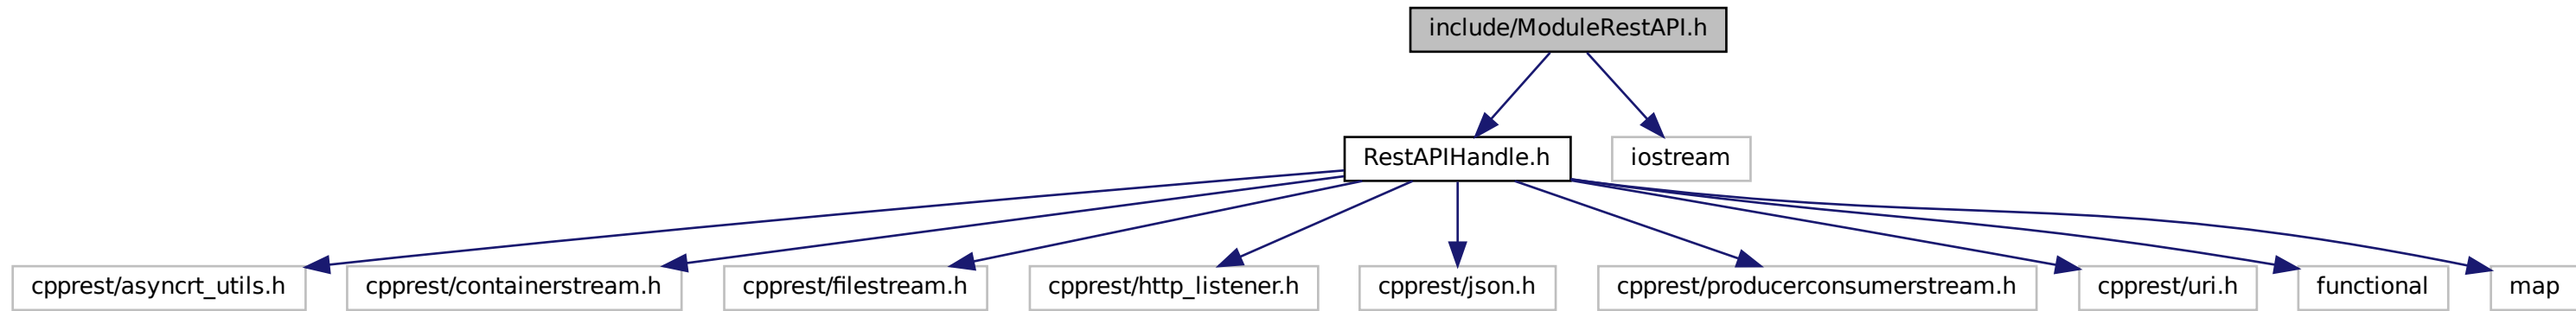 include/ModuleRestAPI.h
RestAPIHandle.h
iostream
cpprest/asyncrt_utils.h
cpprest/containerstream.h
cpprest/filestream.h
cpprest/http_listener.h
cpprest/json.h
cpprest/producerconsumerstream.h
cpprest/uri.h
functional
map